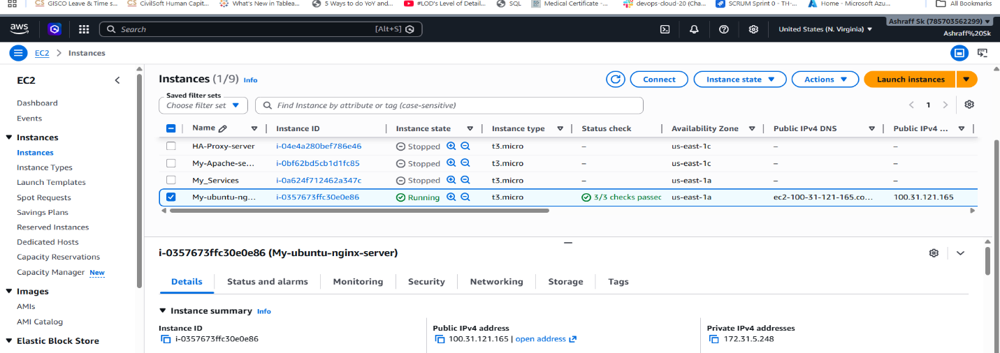 GISCO Leave & Time s... CivilSoft Human Capit... What's New in Tablea... 5 Ways to do YoY and... #LOD's Level of Detail... SQL Medical Certificate -... devops-cloud-20 (Cha... SCRUM Sprint 0 - TH-... Home - Microsoft Azu... All Bookmarks
aws Search [Alt+S] United States (N. Virginia) Ashraff Sk (785703562299)
Ashraff%20Sk
EC2 Instances
EC2
Dashboard
Events
Instances
Instances
Instance Types
Launch Templates
Spot Requests
Savings Plans
Reserved Instances
Dedicated Hosts
Capacity Reservations
Capacity Manager New
Images
AMIs
AMI Catalog
Elastic Block Store
Instances (1/9) Info
Connect Instance state Actions Launch instances
Saved filter sets
Choose filter set Find Instance by attribute or tag (case-sensitive) 1
Name Instance ID Instance state Instance type Status check Availability Zone Public IPv4 DNS Public IPv4 ...
HA-Proxy-server i-04e4a280bef786e46 Stopped t3.micro – us-east-1c – –
My-Apache-se... i-0bf62bd5cb1d1fc85 Stopped t3.micro – us-east-1c – –
My_Services i-0a624f712462a347c Stopped t3.micro – us-east-1a – –
My-ubuntu-ng... i-0357673ffc30e0e86 Running t3.micro 3/3 checks passed us-east-1a ec2-100-31-121-165.co... 100.31.121.165
i-0357673ffc30e0e86 (My-ubuntu-nginx-server)
Details Status and alarms Monitoring Security Networking Storage Tags
Instance summary Info
Instance ID
i-0357673ffc30e0e86
Public IPv4 address
100.31.121.165 | open address
Private IPv4 addresses
172.31.5.248